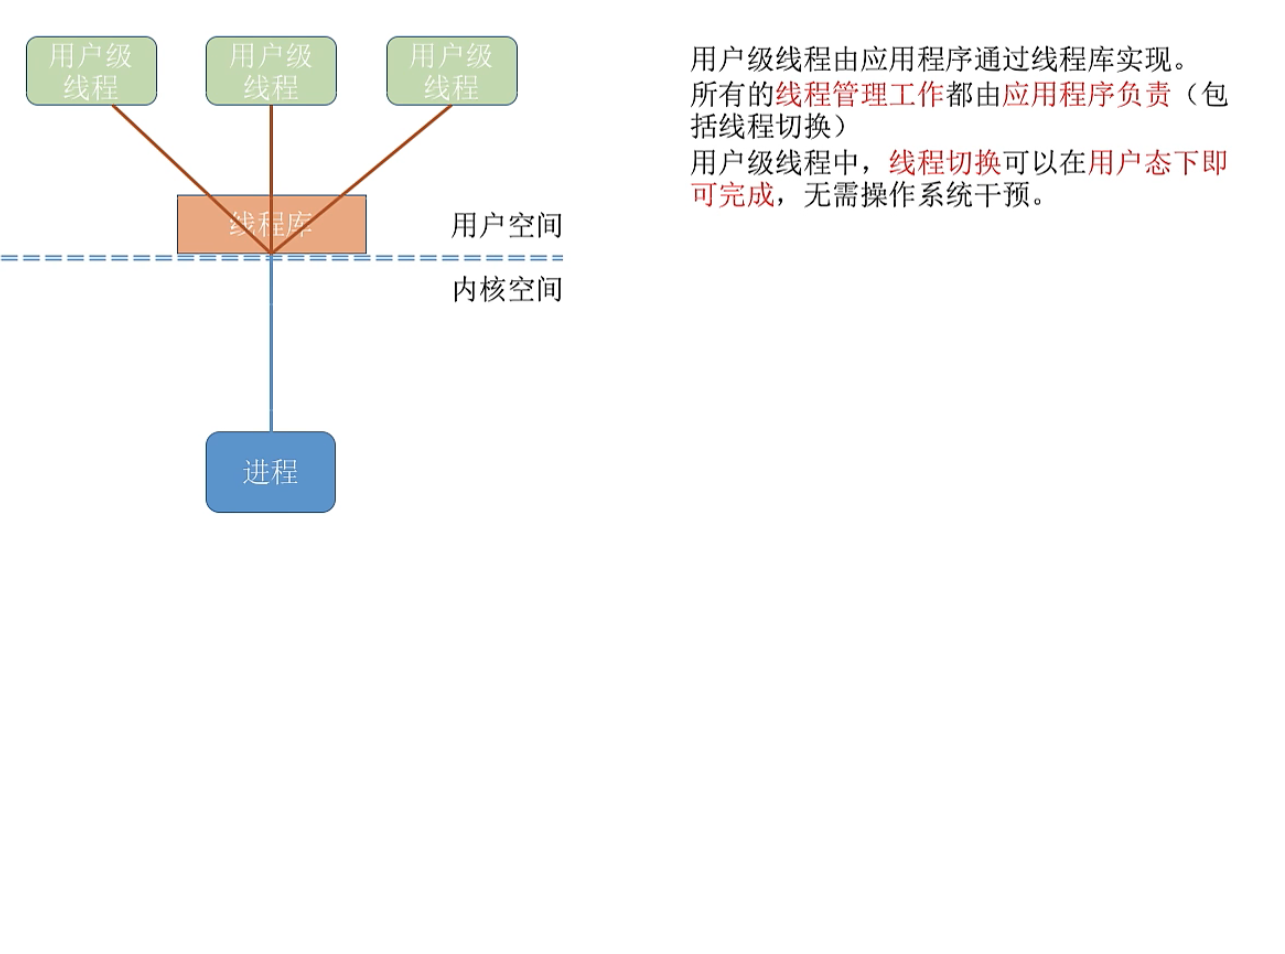 用户级
线程
用户级
线程
用户级
线程
线程库
用户空间
内核空间
进程
用户级线程由应用程序通过线程库实现。
所有的线程管理工作都由应用程序负责（包
括线程切换）
用户级线程中，线程切换可以在用户态下即
可完成，无需操作系统干预。